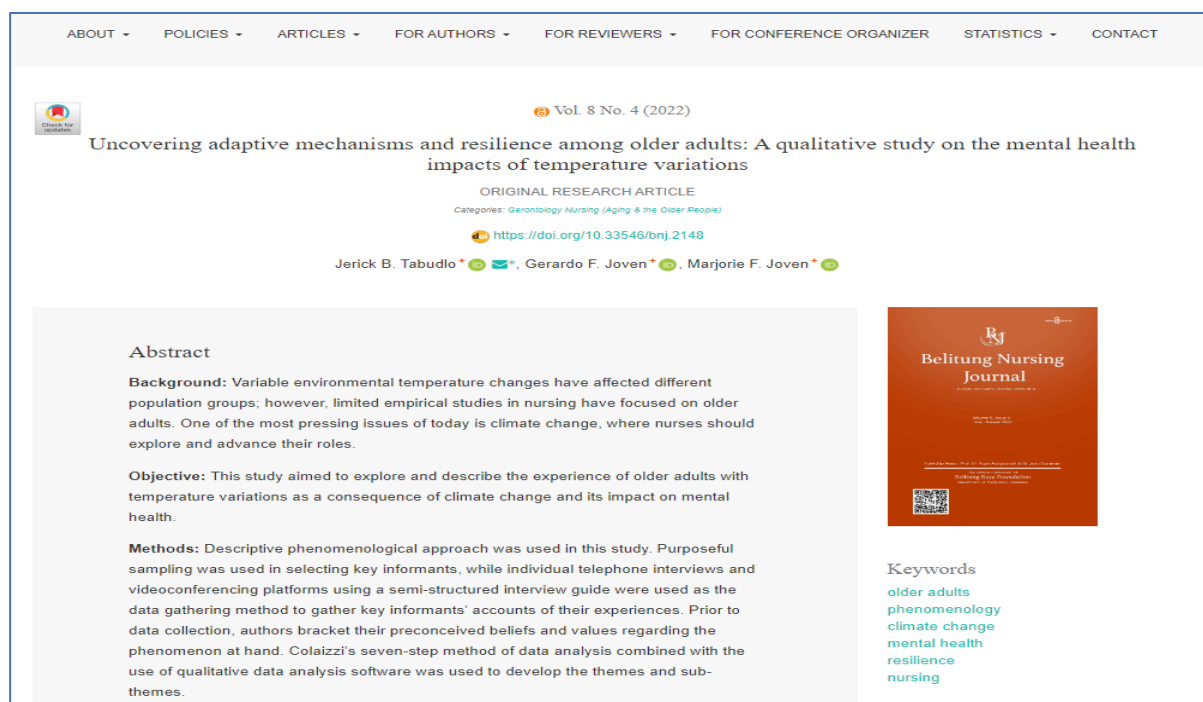 ABOUT POLICIES ARTICLES FOR AUTHORS FOR REVIEWERS FOR CONFERENCE ORGANIZER STATISTICS CONTACT
Check for
updates
Vol. 8 No. 4 (2022)
Uncovering adaptive mechanisms and resilience among older adults: A qualitative study on the mental health
impacts of temperature variations
ORIGINAL RESEARCH ARTICLE
Categories: Gerontology Nursing (Aging & the Older People)
doi https://doi.org/10.33546/bnj.2148
Jerick B. Tabudlo + iD *, Gerardo F. Joven + iD , Marjorie F. Joven + iD
Abstract
Background: Variable environmental temperature changes have affected different
population groups; however, limited empirical studies in nursing have focused on older
adults. One of the most pressing issues of today is climate change, where nurses should
explore and advance their roles.
Objective: This study aimed to explore and describe the experience of older adults with
temperature variations as a consequence of climate change and its impact on mental
health.
Methods: Descriptive phenomenological approach was used in this study. Purposeful
sampling was used in selecting key informants, while individual telephone interviews and
videoconferencing platforms using a semi-structured interview guide were used as the
data gathering method to gather key informants' accounts of their experiences. Prior to
data collection, authors bracket their preconceived beliefs and values regarding the
phenomenon at hand. Colaizzi's seven-step method of data analysis combined with the
use of qualitative data analysis software was used to develop the themes and sub-
themes.
8
BNJ
Belitung Nursing
Journal
Belitung Raya Foundation
Keywords
older adults
phenomenology
climate change
mental health
resilience
nursing